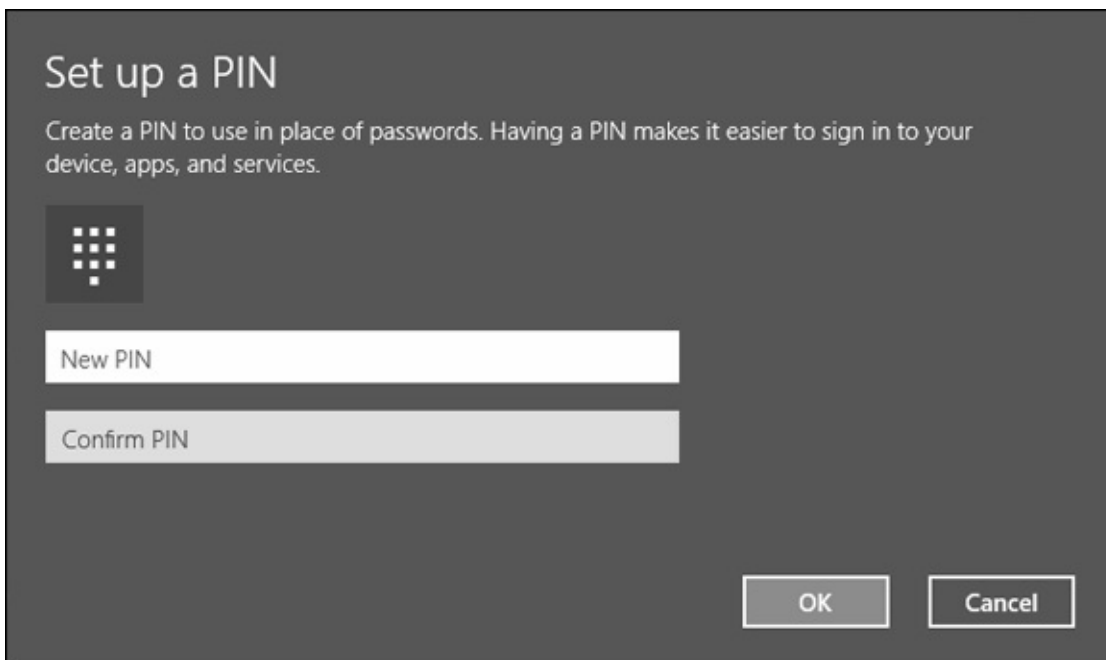 Set up a PIN
Create a PIN to use in place of passwords. Having a PIN makes it easier to sign in to your
device, apps, and services.
New PIN
Confirm PIN
OK
Cancel